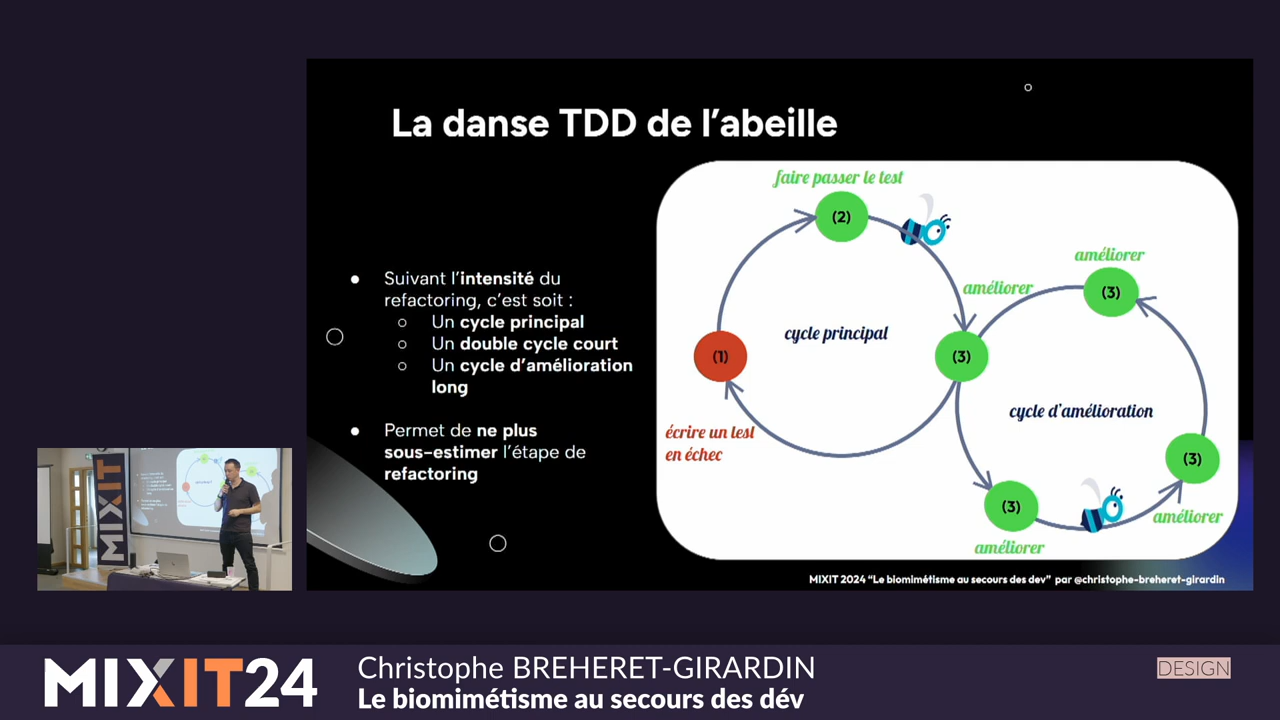 La danse TDD de l'abeille
● Suivant l'intensité du
refactoring, c'est soit :
○ Un cycle principal
○ Un double cycle court
○ Un cycle d'amélioration
long
● Permet de ne plus
sous-estimer l'étape de
refactoring
faire passer le test
(2)
améliorer
(3)
améliorer
cycle principal
(1)
(3)
cycle d'amélioration
écrire un test
en échec
(3)
améliorer
(3)
améliorer
MIXIT 2024 “Le biomimétisme au secours des dev” par @christophe-breheret-girardin
MIXIT
MIXIT24
Christophe BREHERET-GIRARDIN
Le biomimétisme au secours des dév
DESIGN